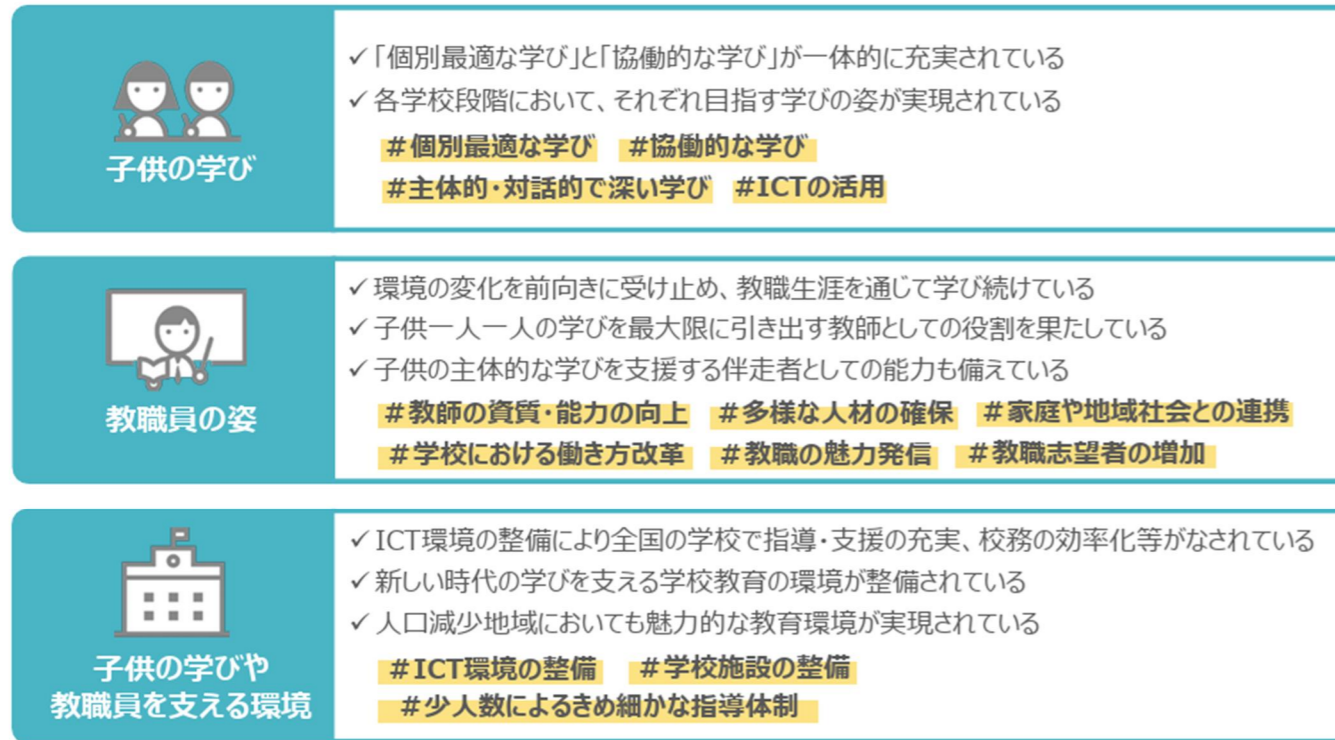 子供の学び
✓「個別最適な学び」と「協働的な学び」が一体的に充実されている
✓各学校段階において、それぞれ目指す学びの姿が実現されている
#個別最適な学び #協働的な学び
#主体的・対話的で深い学び #ICTの活用
教職員の姿
✓環境の変化を前向きに受け止め、教職生涯を通じて学び続けている
✓子供一人一人の学びを最大限に引き出す教師としての役割を果たしている
✓子供の主体的な学びを支援する伴走者としての能力も備えている
#教師の資質・能力の向上 #多様な人材の確保 #家庭や地域社会との連携
#学校における働き方改革 #教職の魅力発信 #教職志望者の増加
子供の学びや
教職員を支える環境
✓ICT環境の整備により全国の学校で指導・支援の充実、校務の効率化等がなされている
✓新しい時代の学びを支える学校教育の環境が整備されている
✓人口減少地域においても魅力的な教育環境が実現されている
#ICT環境の整備 #学校施設の整備
#少人数によるきめ細かな指導体制